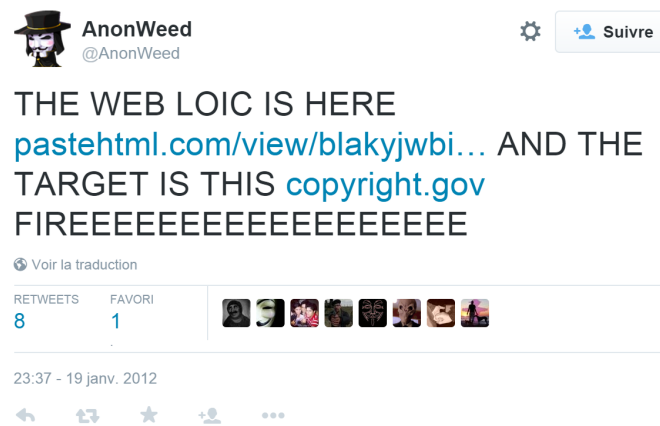 AnonWeed
@AnonWeed
Suivre
THE WEB LOIC IS HERE
pastehtml.com/view/blakyjwbi… AND THE
TARGET IS THIS copyright.gov
FIREEEEEEEEEEEEEEEEEEE
Voir la traduction
RETWEETS FAVORI
8 1
23:37 - 19 janv. 2012